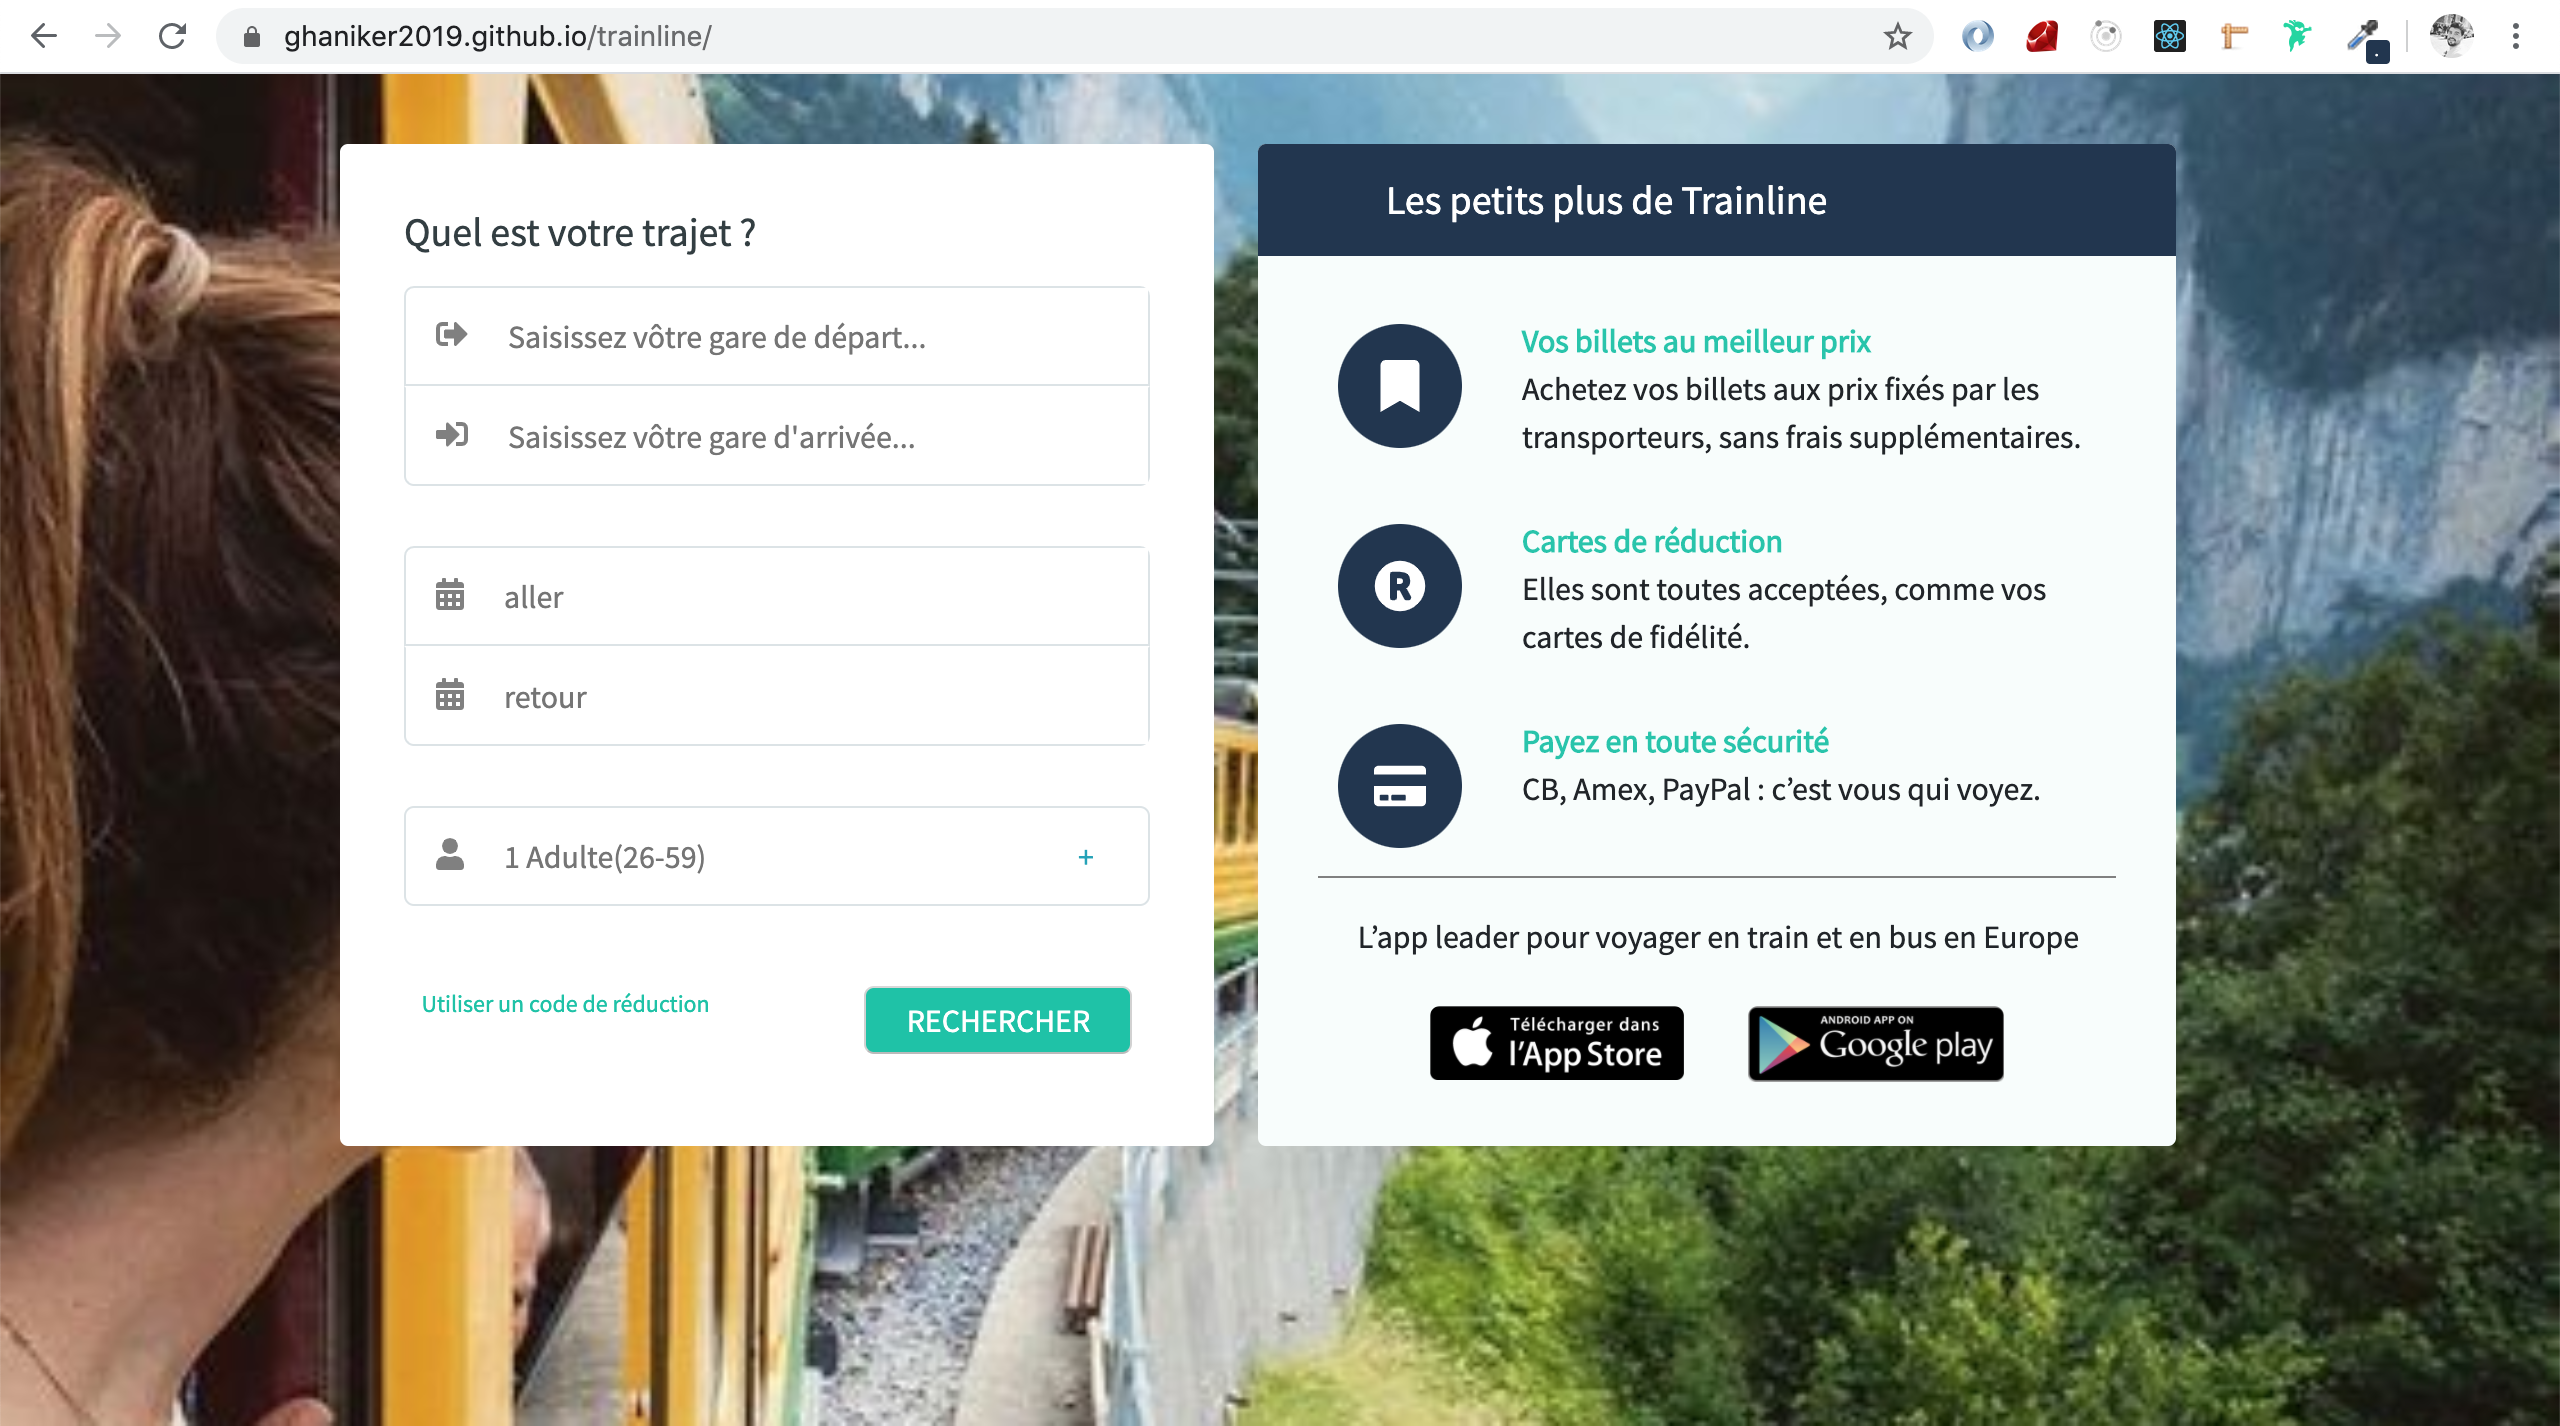 ghaniker2019.github.io/trainline/
Quel est votre trajet ?
Saisissez vôtre gare de départ...
Saisissez vôtre gare d'arrivée...
aller
retour
1 Adulte(26-59)
+
Utiliser un code de réduction
RECHERCHER
Les petits plus de Trainline
Vos billets au meilleur prix
Achetez vos billets aux prix fixés par les
transporteurs, sans frais supplémentaires.
R
Cartes de réduction
Elles sont toutes acceptées, comme vos
cartes de fidélité.
Payez en toute sécurité
CB, Amex, PayPal : c’est vous qui voyez.
L’app leader pour voyager en train et en bus en Europe
Télécharger dans
l’App Store
ANDROID APP ON
Google play